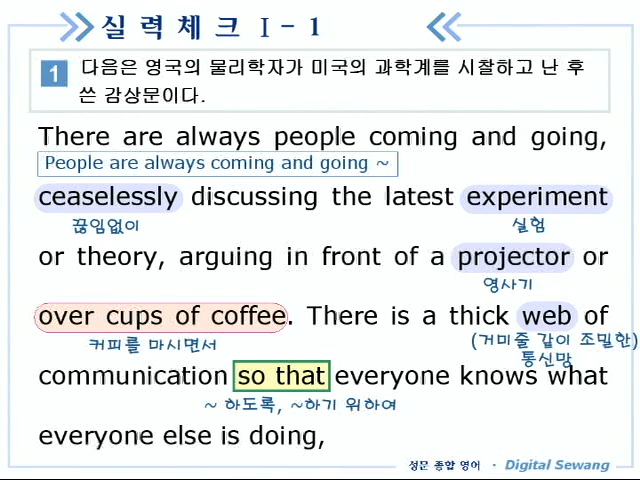 실력체크 I - 1
1 다음은 영국의 물리학자가 미국의 과학계를 시찰하고 난 후
쓴 감상문이다.
There are always people coming and going,
People are always coming and going ~
ceaselessly discussing the latest experiment
끊임없이 실험
or theory, arguing in front of a projector or
영사기
over cups of coffee. There is a thick web of
커피를 마시면서 (거미줄 같이 조밀한)
통신망
communication so that everyone knows what
~ 하도록, ~하기 위하여
everyone else is doing,
성문 종합 영어 · Digital Sewang